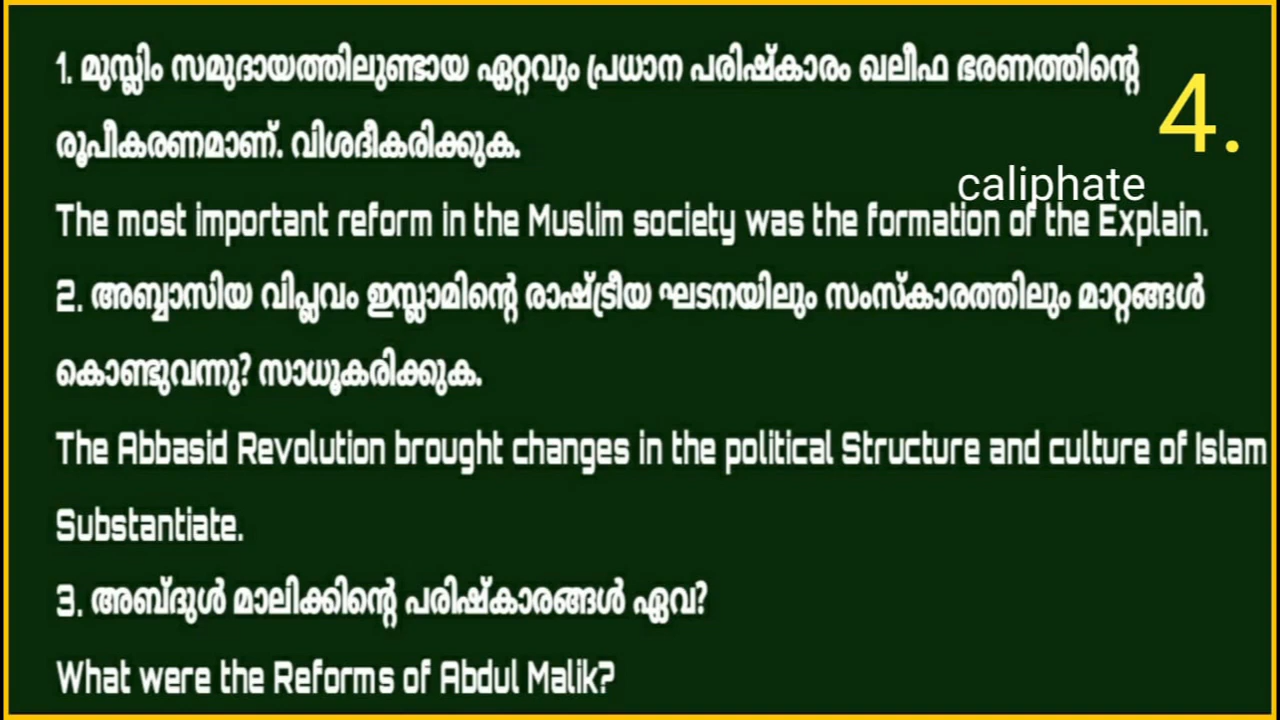 1. മുസ്ലിം സമുദായത്തിലുണ്ടായ ഏറ്റവും പ്രധാന പരിഷ്കാരം ഖലീഫ ഭരണത്തിന്റെ
4.
രൂപീകരണമാണ്. വിശദീകരിക്കുക.
caliphate
The most important reform in the Muslim society was the formation of the Explain.
2. അബ്ബാസിയ വിപ്ലവം ഇസ്ലാമിന്റെ രാഷ്ട്രീയ ഘടനയിലും സംസ്കാരത്തിലും മാറ്റങ്ങൾ
കൊണ്ടുവന്നു? സാധൂകരിക്കുക.
The Abbasid Revolution brought changes in the political Structure and culture of Islam
Substantiate.
3. അബ്ദുൾ മാലിക്കിന്റെ പരിഷ്കാരങ്ങൾ ഏവ?
What were the Reforms of Abdul Malik?